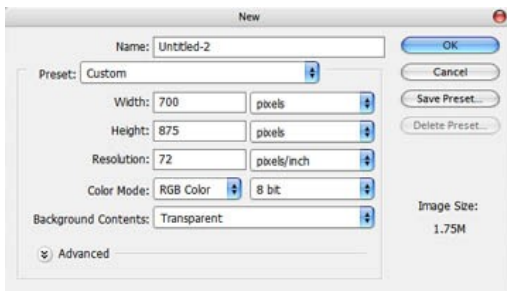 New
Name: Untitled-2
OK
Preset: Custom
Cancel
Width: 700 pixels
Save Preset...
Height: 875 pixels
Delete Preset...
Resolution: 72 pixels/inch
Color Mode: RGB Color 8 bit
Background Contents: Transparent
Image Size:
1.75M
Advanced